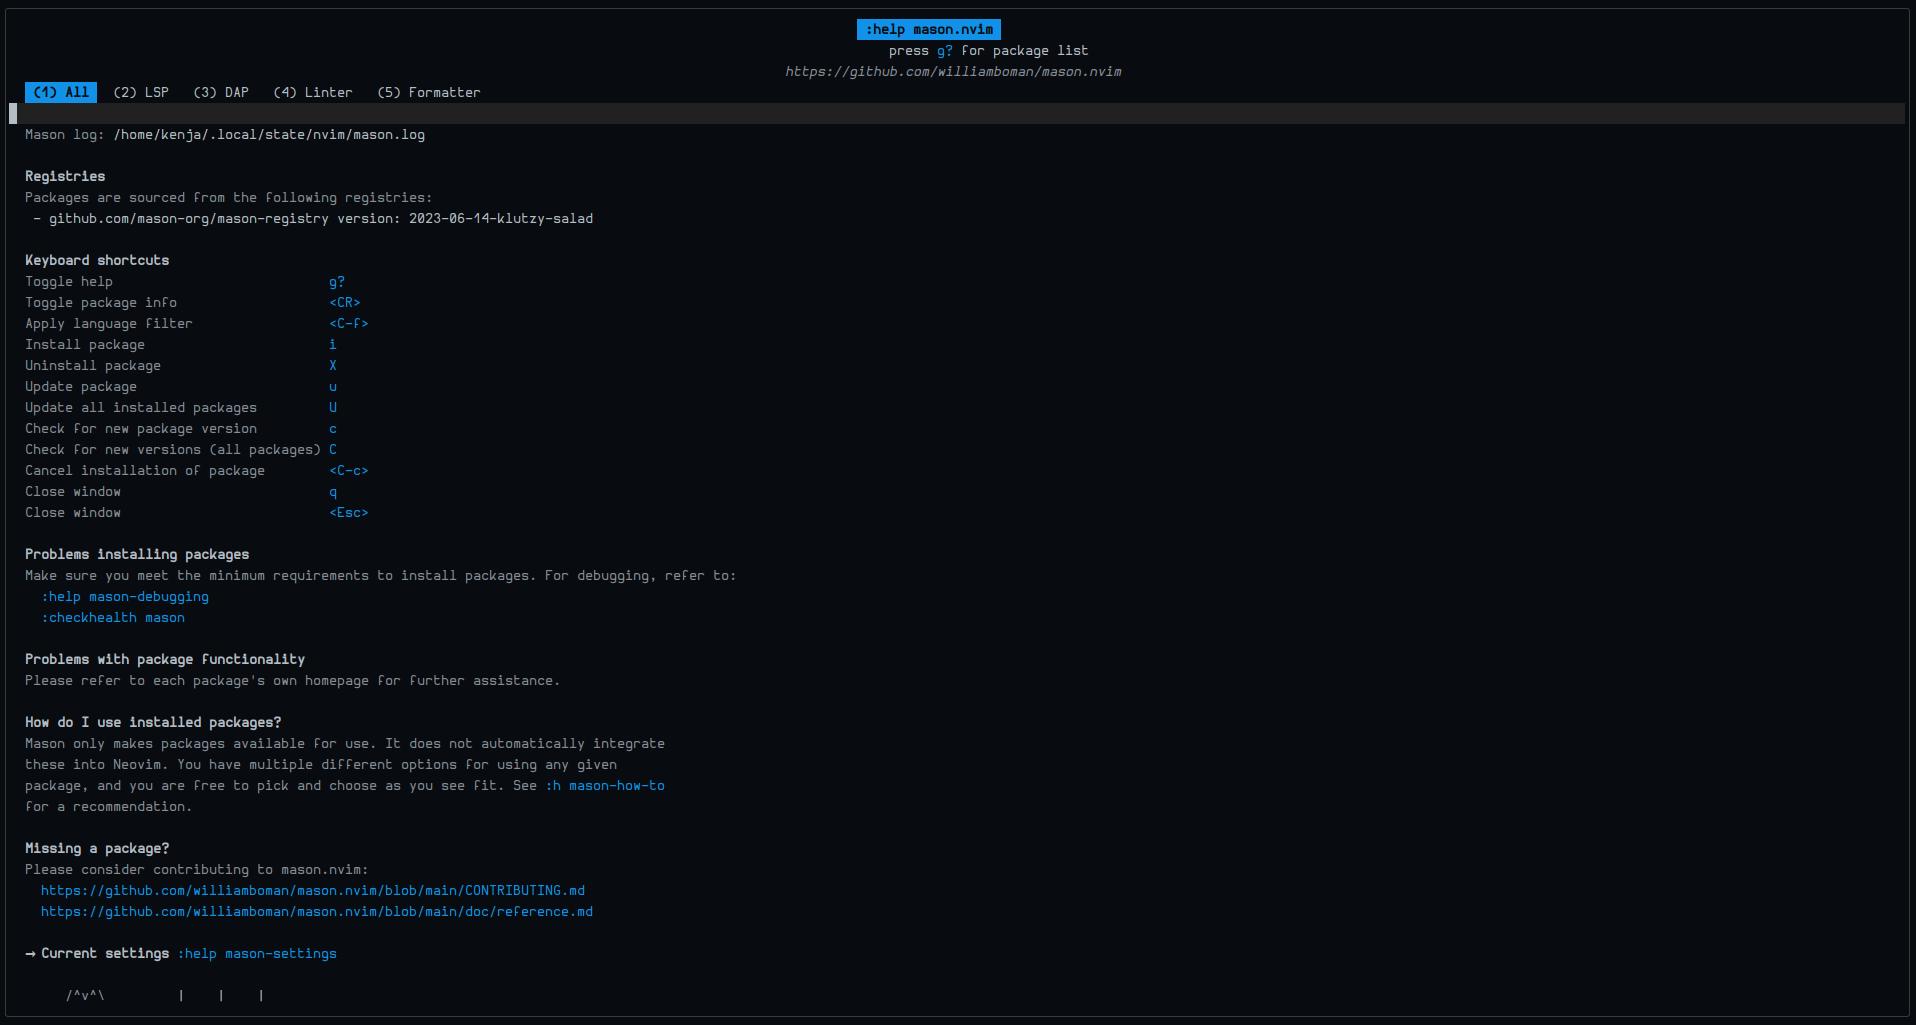 :help mason.nvim
press g? for package list
https://github.com/williamboman/mason.nvim
(1) All (2) LSP (3) DAP (4) Linter (5) Formatter
Mason log: /home/kenja/.local/state/nvim/mason.log
Registries
Packages are sourced from the following registries:
- github.com/mason-org/mason-registry version: 2023-06-14-klutzy-salad
Keyboard shortcuts
Toggle help g?
Toggle package info <CR>
Apply language filter <C-f>
Install package i
Uninstall package X
Update package u
Update all installed packages U
Check for new package version c
Check for new versions (all packages) C
Cancel installation of package <C-c>
Close window q
Close window <Esc>
Problems installing packages
Make sure you meet the minimum requirements to install packages. For debugging, refer to:
:help mason-debugging
:checkhealth mason
Problems with package functionality
Please refer to each package's own homepage for further assistance.
How do I use installed packages?
Mason only makes packages available for use. It does not automatically integrate
these into Neovim. You have multiple different options for using any given
package, and you are free to pick and choose as you see fit. See :h mason-how-to
for a recommendation.
Missing a package?
Please consider contributing to mason.nvim:
https://github.com/williamboman/mason.nvim/blob/main/CONTRIBUTING.md
https://github.com/williamboman/mason.nvim/blob/main/doc/reference.md
→ Current settings :help mason-settings
/^v^\ | | |